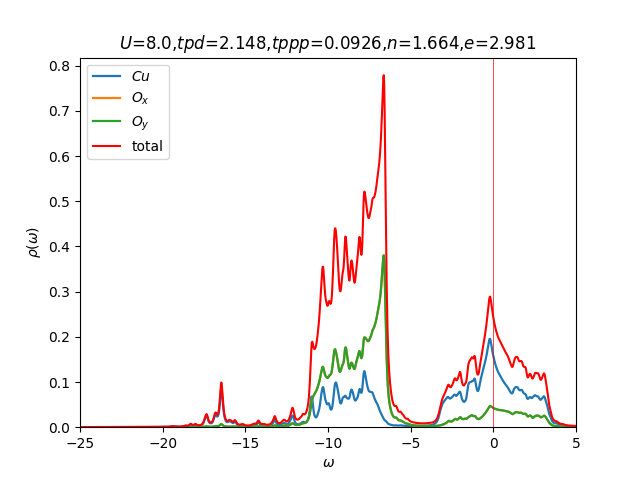 U=8.0,tpd=2.148,tppp=0.0926,n=1.664,e=2.981
Cu
O_x
O_y
total
0.8
0.7
0.6
0.5
0.4
0.3
0.2
0.1
0.0
ρ(ω)
−25 −20 −15 −10 −5 0 5
ω